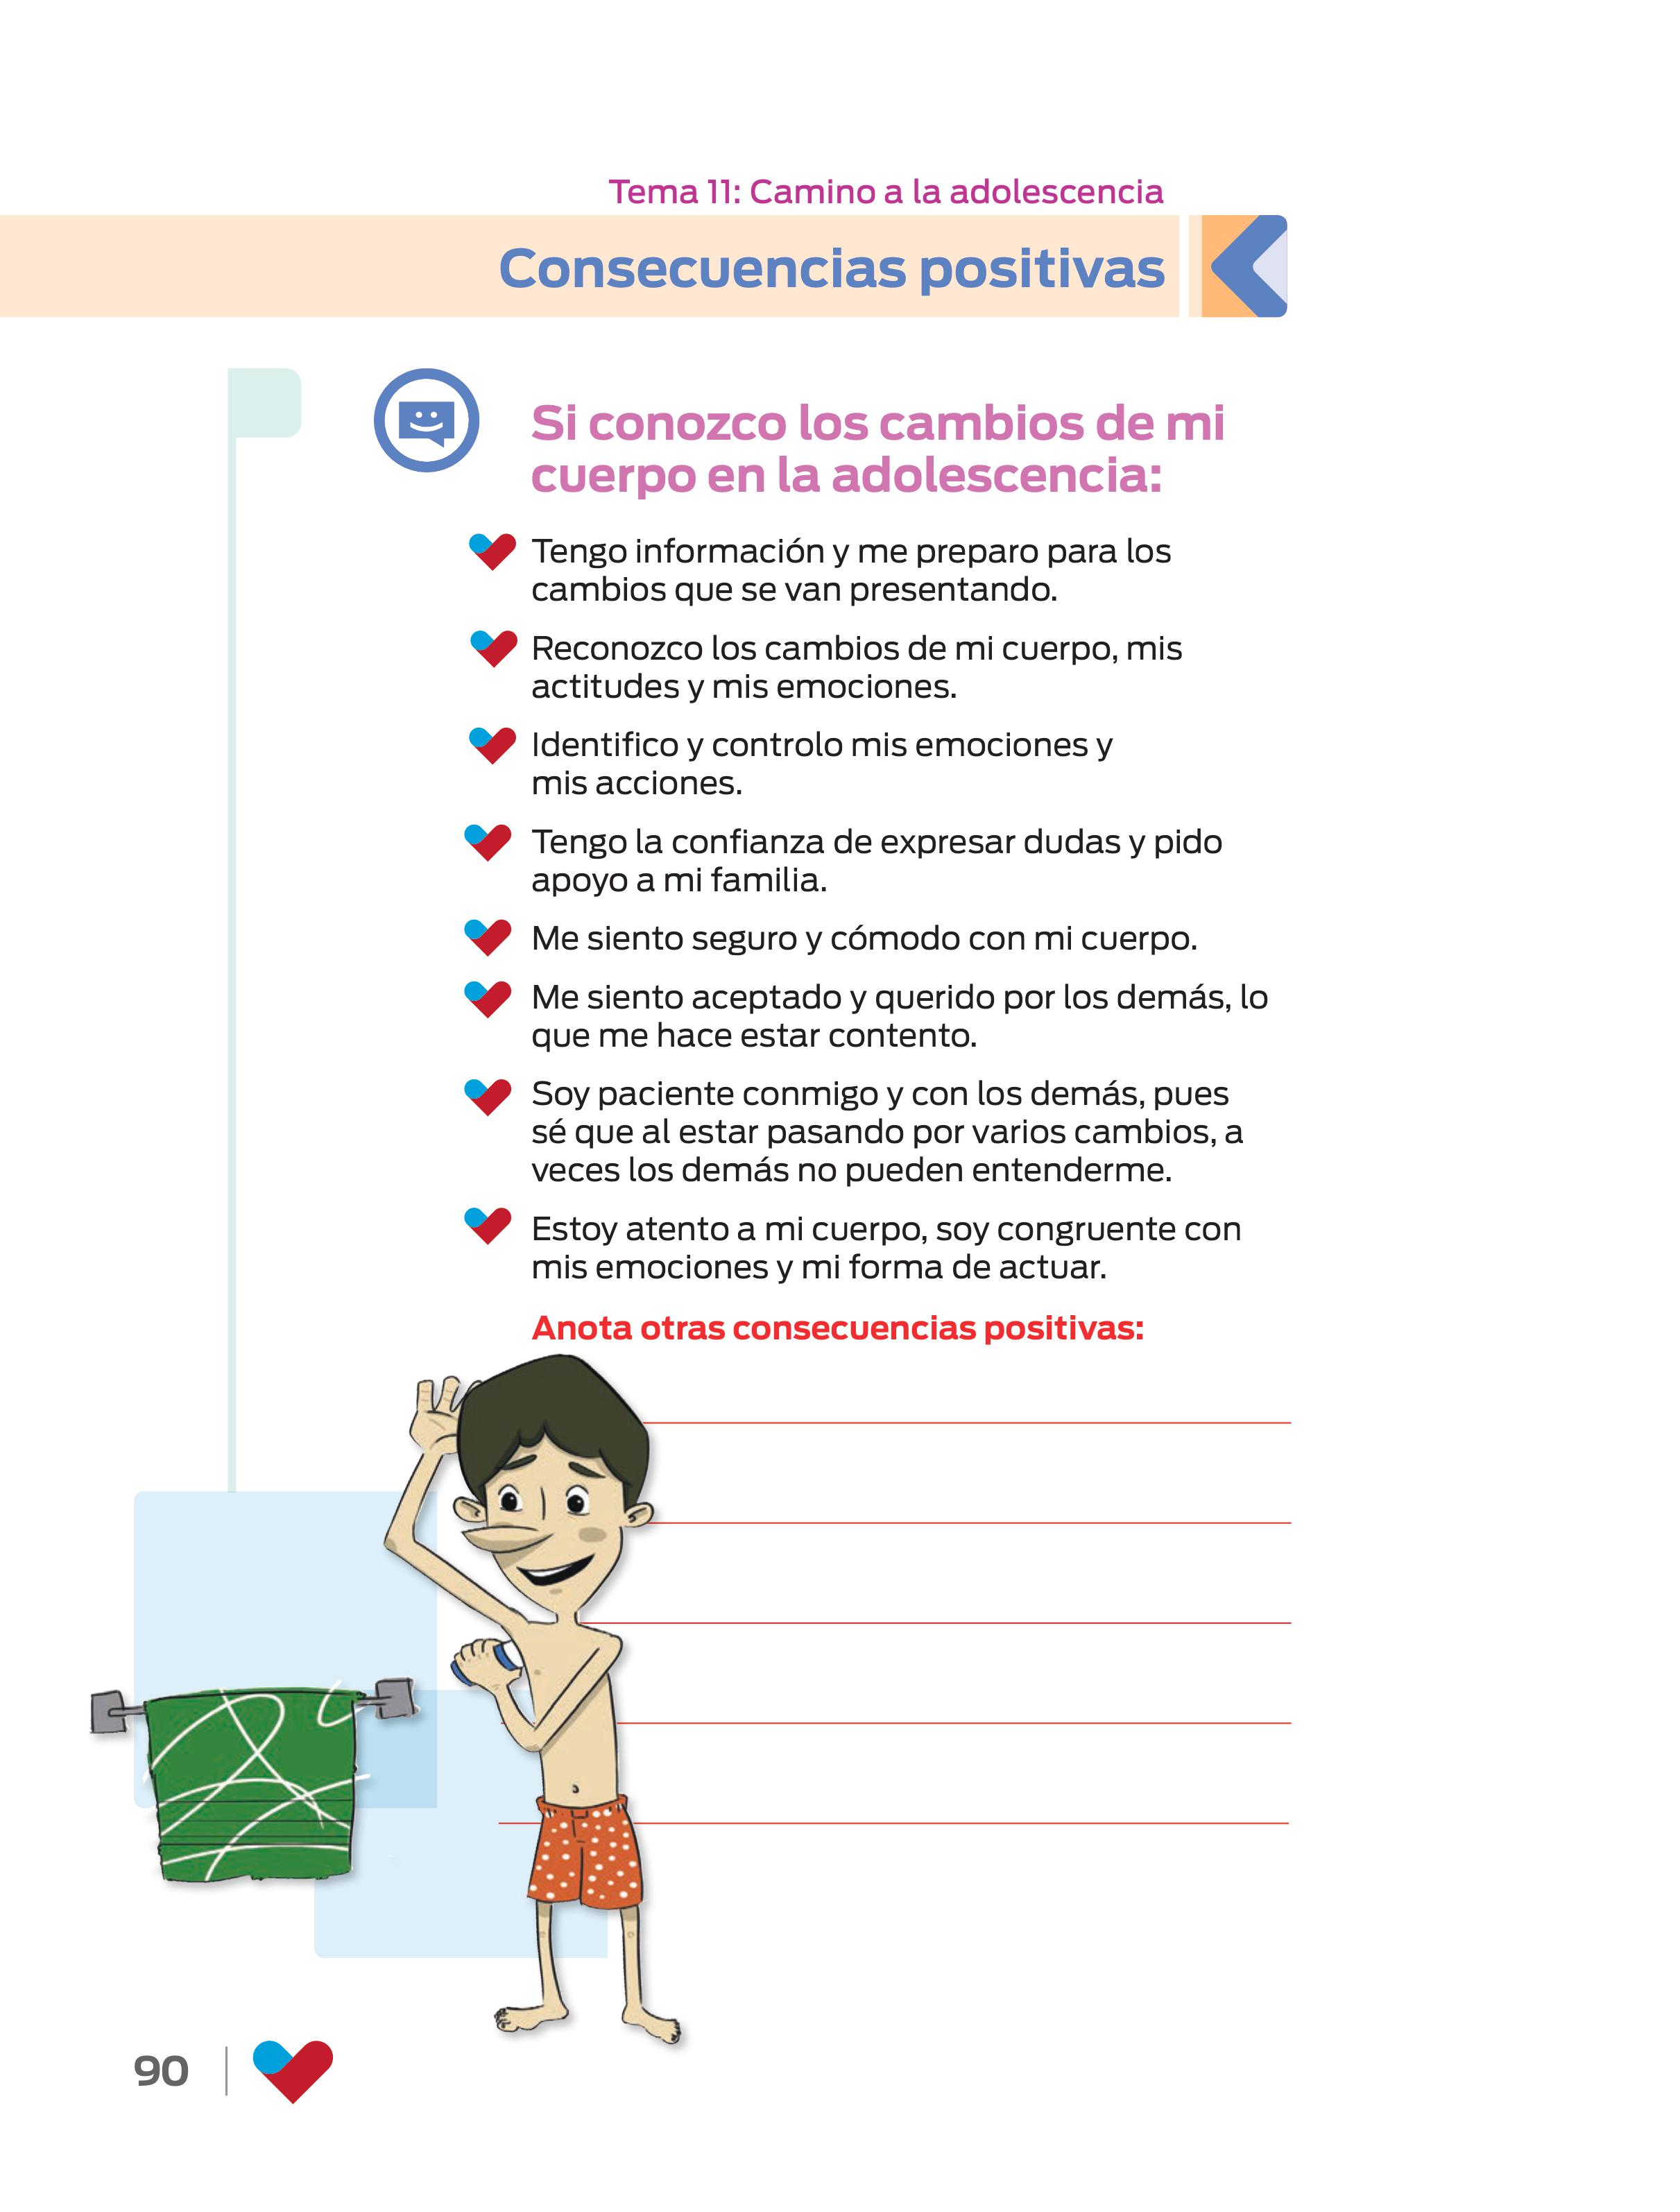 Tema 11: Camino a la adolescencia
Consecuencias positivas
Si conozco los cambios de mi
cuerpo en la adolescencia:
Tengo información y me preparo para los
cambios que se van presentando.
Reconozco los cambios de mi cuerpo, mis
actitudes y mis emociones.
Identifico y controlo mis emociones y
mis acciones.
Tengo la confianza de expresar dudas y pido
apoyo a mi familia.
Me siento seguro y cómodo con mi cuerpo.
Me siento aceptado y querido por los demás, lo
que me hace estar contento.
Soy paciente conmigo y con los demás, pues
sé que al estar pasando por varios cambios, a
veces los demás no pueden entenderme.
Estoy atento a mi cuerpo, soy congruente con
mis emociones y mi forma de actuar.
Anota otras consecuencias positivas:
90